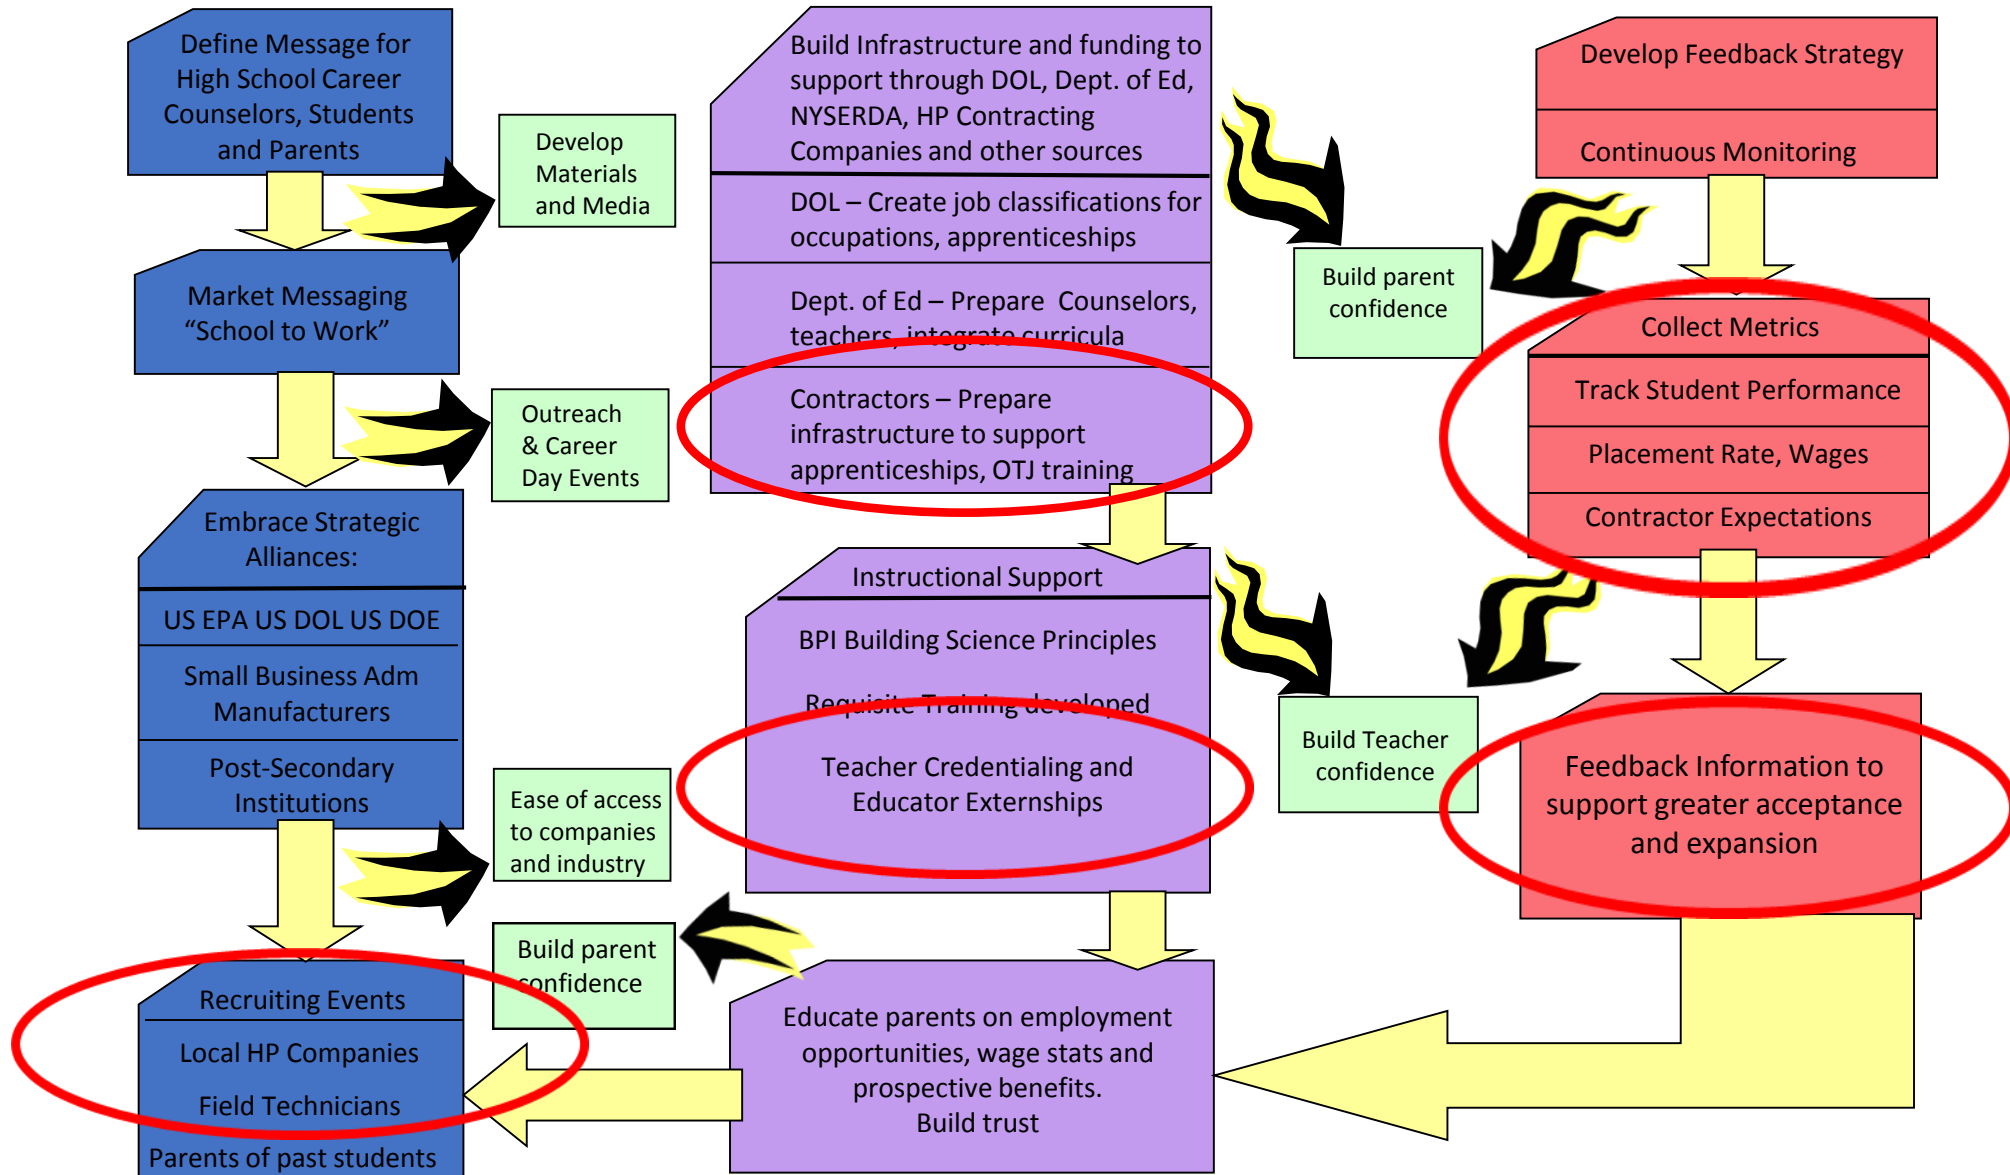 Define Message for
High School Career
Counselors, Students
and Parents
Develop
Materials
and Media
Market Messaging
“School to Work”
Outreach
& Career
Day Events
Embrace Strategic
Alliances:
US EPA US DOL US DOE
Small Business Adm
Manufacturers
Post-Secondary
Institutions
Ease of access
to companies
and industry
Recruiting Events
Local HP Companies
Field Technicians
Parents of past students
Build Infrastructure and funding to
support through DOL, Dept. of Ed,
NYSERDA, HP Contracting
Companies and other sources
DOL – Create job classifications for
occupations, apprenticeships
Dept. of Ed – Prepare Counselors,
teachers, integrate curricula
Contractors – Prepare
infrastructure to support
apprenticeships, OTJ training
Build parent
confidence
Instructional Support
BPI Building Science Principles
Requisite Training developed
Teacher Credentialing and
Educator Externships
Build Teacher
confidence
Build parent
confidence
Educate parents on employment
opportunities, wage stats and
prospective benefits.
Build trust
Develop Feedback Strategy
Continuous Monitoring
Collect Metrics
Track Student Performance
Placement Rate, Wages
Contractor Expectations
Feedback Information to
support greater acceptance
and expansion